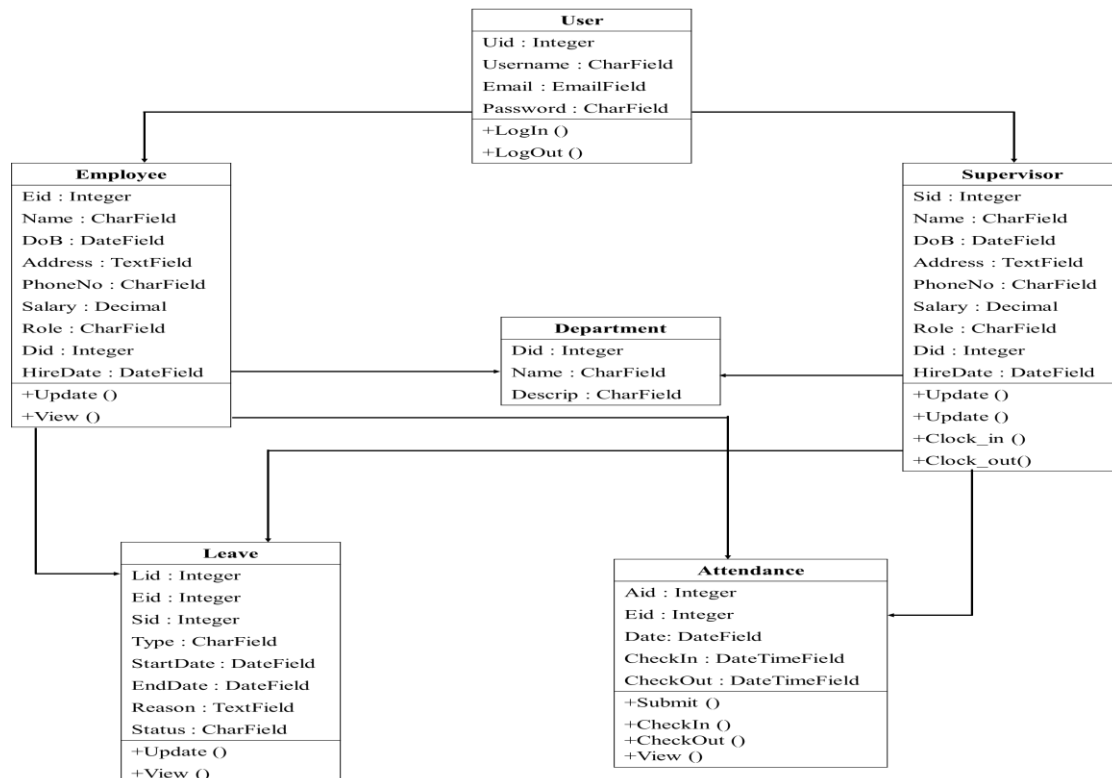 User
Uid : Integer
Username : CharField
Email : EmailField
Password : CharField
+LogIn ()
+LogOut ()
Employee
Eid : Integer
Name : CharField
DoB : DateField
Address : TextField
PhoneNo : CharField
Salary : Decimal
Role : CharField
Did : Integer
HireDate : DateField
+Update ()
+View ()
Supervisor
Sid : Integer
Name : CharField
DoB : DateField
Address : TextField
PhoneNo : CharField
Salary : Decimal
Role : CharField
Did : Integer
HireDate : DateField
+Update ()
+Update ()
+Clock_in ()
+Clock_out()
Department
Did : Integer
Name : CharField
Descrip : CharField
Leave
Lid : Integer
Eid : Integer
Sid : Integer
Type : CharField
StartDate : DateField
EndDate : DateField
Reason : TextField
Status : CharField
+Update ()
+View ()
Attendance
Aid : Integer
Eid : Integer
Date: DateField
CheckIn : DateTimeField
CheckOut : DateTimeField
+Submit ()
+CheckIn ()
+CheckOut ()
+View ()